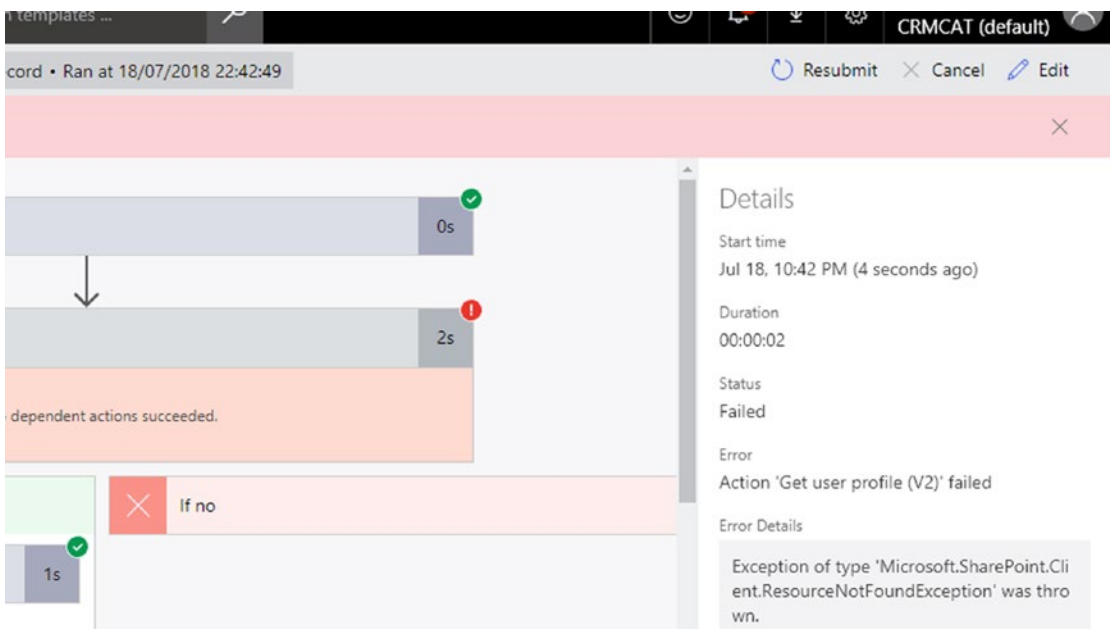 n templates ...
CRMCAT (default)
cord • Ran at 18/07/2018 22:42:49
Resubmit
Cancel
Edit
0s
2s
dependent actions succeeded.
If no
1s
Details
Start time
Jul 18, 10:42 PM (4 seconds ago)
Duration
00:00:02
Status
Failed
Error
Action 'Get user profile (V2)' failed
Error Details
Exception of type 'Microsoft.SharePoint.Cli
ent.ResourceNotFoundException' was thro
wn.